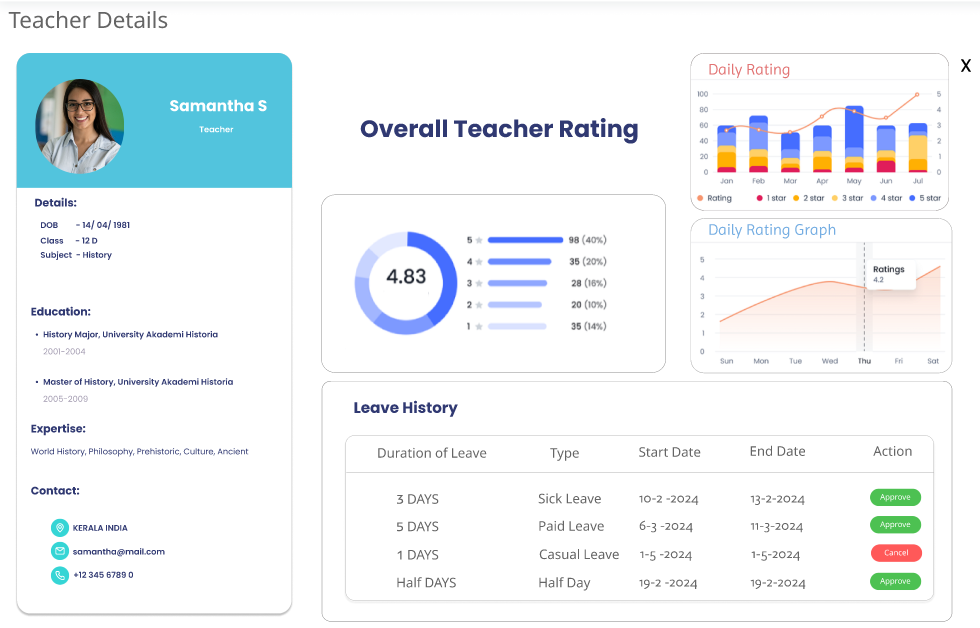 Teacher Details
X
Samantha S
Teacher
Details:
DOB - 14/ 04/ 1981
Class - 12 D
Subject - History
Education:
• History Major, University Akademi Historia
2001-2004
• Master of History, University Akademi Historia
2005-2009
Expertise:
World History, Philosophy, Prehistoric, Culture, Ancient
Contact:
KERALA INDIA
samantha@mail.com
+12 345 6789 0
Overall Teacher Rating
4.83
5 98 (40%)
4 35 (20%)
3 28 (16%)
2 20 (10%)
1 35 (14%)
Daily Rating
100 5
80 4
60 3
40 2
20 1
0 0
Jan Feb Mar Apr May Jun Jul
Rating 1 star 2 star 3 star 4 star 5 star
Daily Rating Graph
5
4
3
2
1
0
Ratings
4.2
Sun Mon Tue Wed Thu Fri Sat
Leave History
Duration of Leave Type Start Date End Date Action
3 DAYS Sick Leave 10-2 -2024 13-2-2024 Approve
5 DAYS Paid Leave 6-3 -2024 11-3-2024 Approve
1 DAYS Casual Leave 1-5 -2024 1-5-2024 Cancel
Half DAYS Half Day 19-2 -2024 19-2-2024 Approve